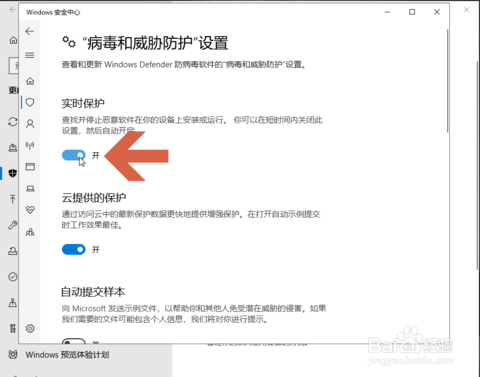 Windows 安全中心
“病毒和威胁防护”设置
查看和更新 Windows Defender 防病毒软件的“病毒和威胁防护”设置。
实时保护
查找并停止恶意软件在你的设备上安装或运行。 你可以在短时间内关闭此
设置，然后自动开启。
开
云提供的保护
通过访问云中的最新保护数据更快地提供增强保护。在打开自动示例提交
时工作效果最佳。
开
自动提交样本
向 Microsoft 发送示例文件，以帮助你和其他人免受潜在威胁的侵害。如果
我们需要的文件可能包含个人信息，我们将对你进行提示。
Windows 预览体验计划
Baidu经验
jingyan.baidu.com